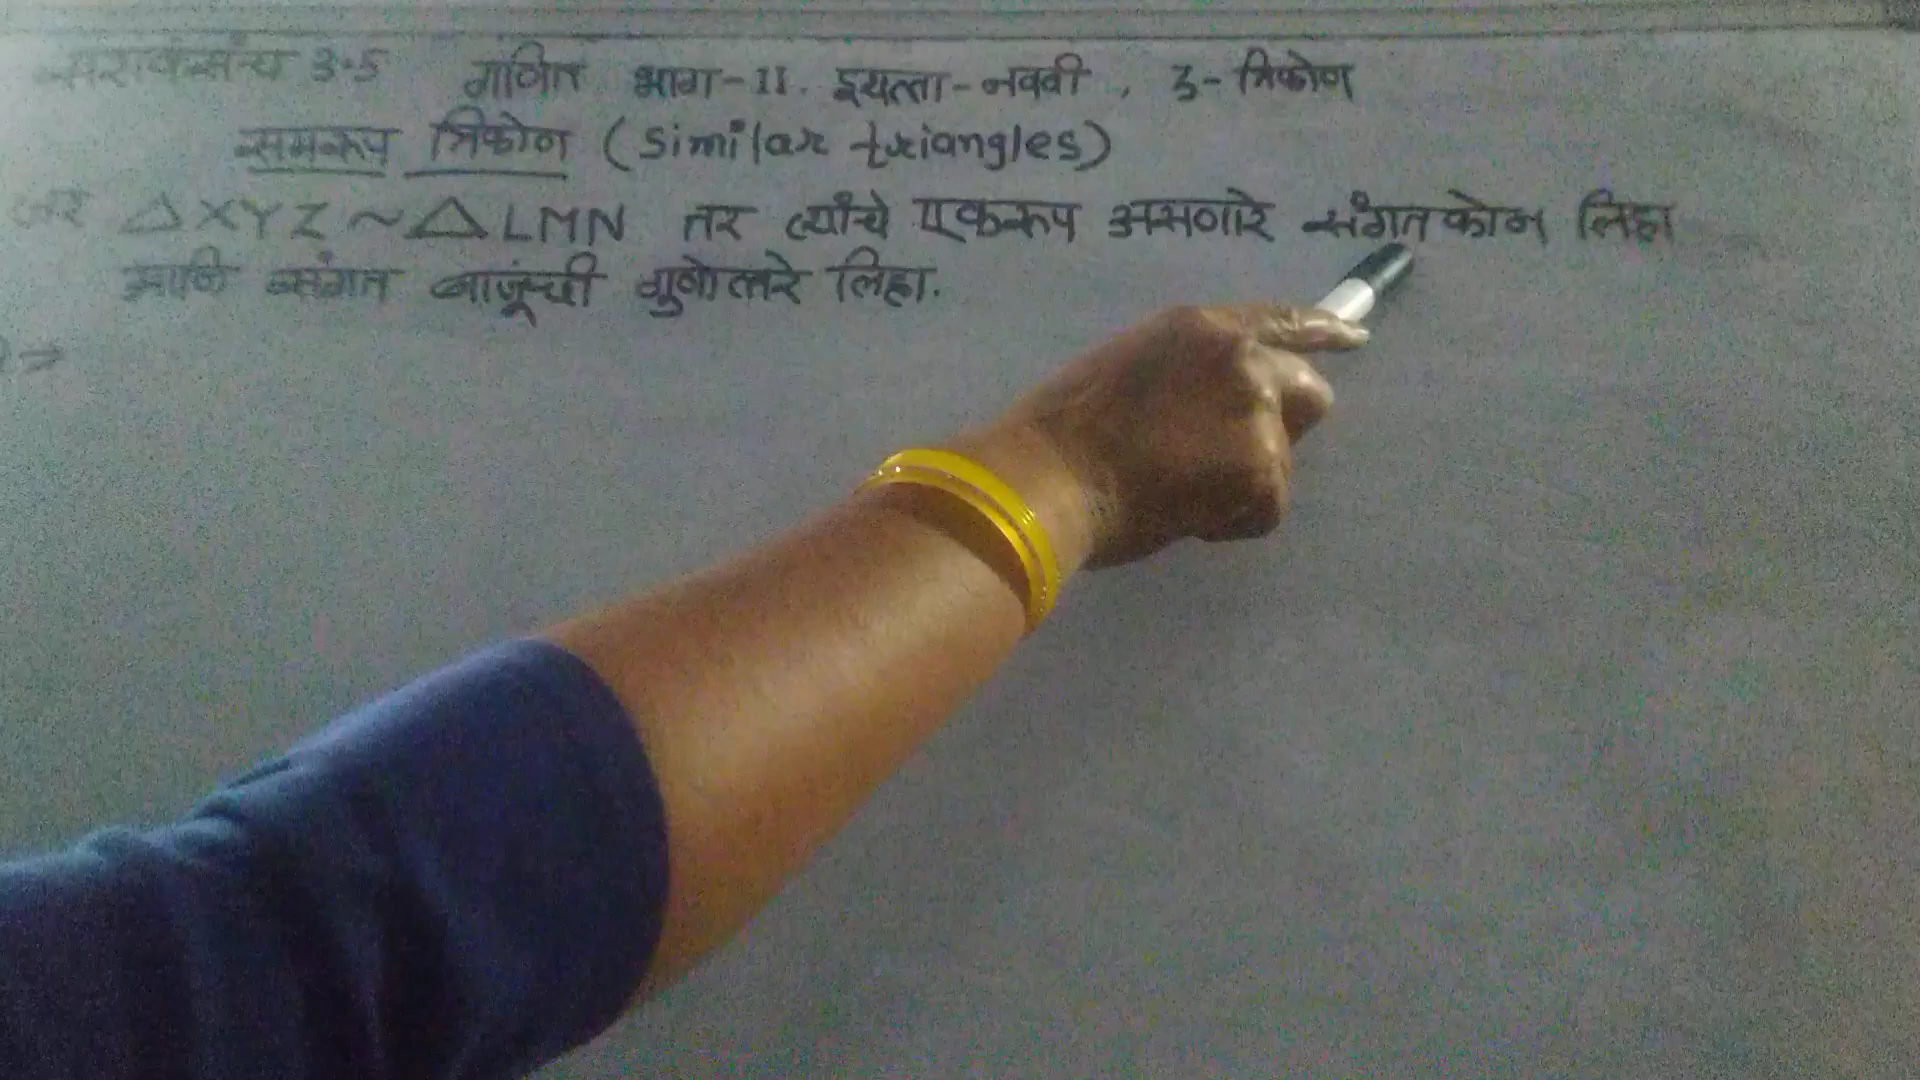 सरावसंच 3.5 गणित भाग-II. इयत्ता-नववी, 3-त्रिकोण
समरूप त्रिकोण (Similar triangles)
जर △XYZ ~ △LMN तर त्यांचे एकरूप असणारे संगतकोन लिहा
आणि संगत बाजूंची गुणोत्तरे लिहा.
⇒